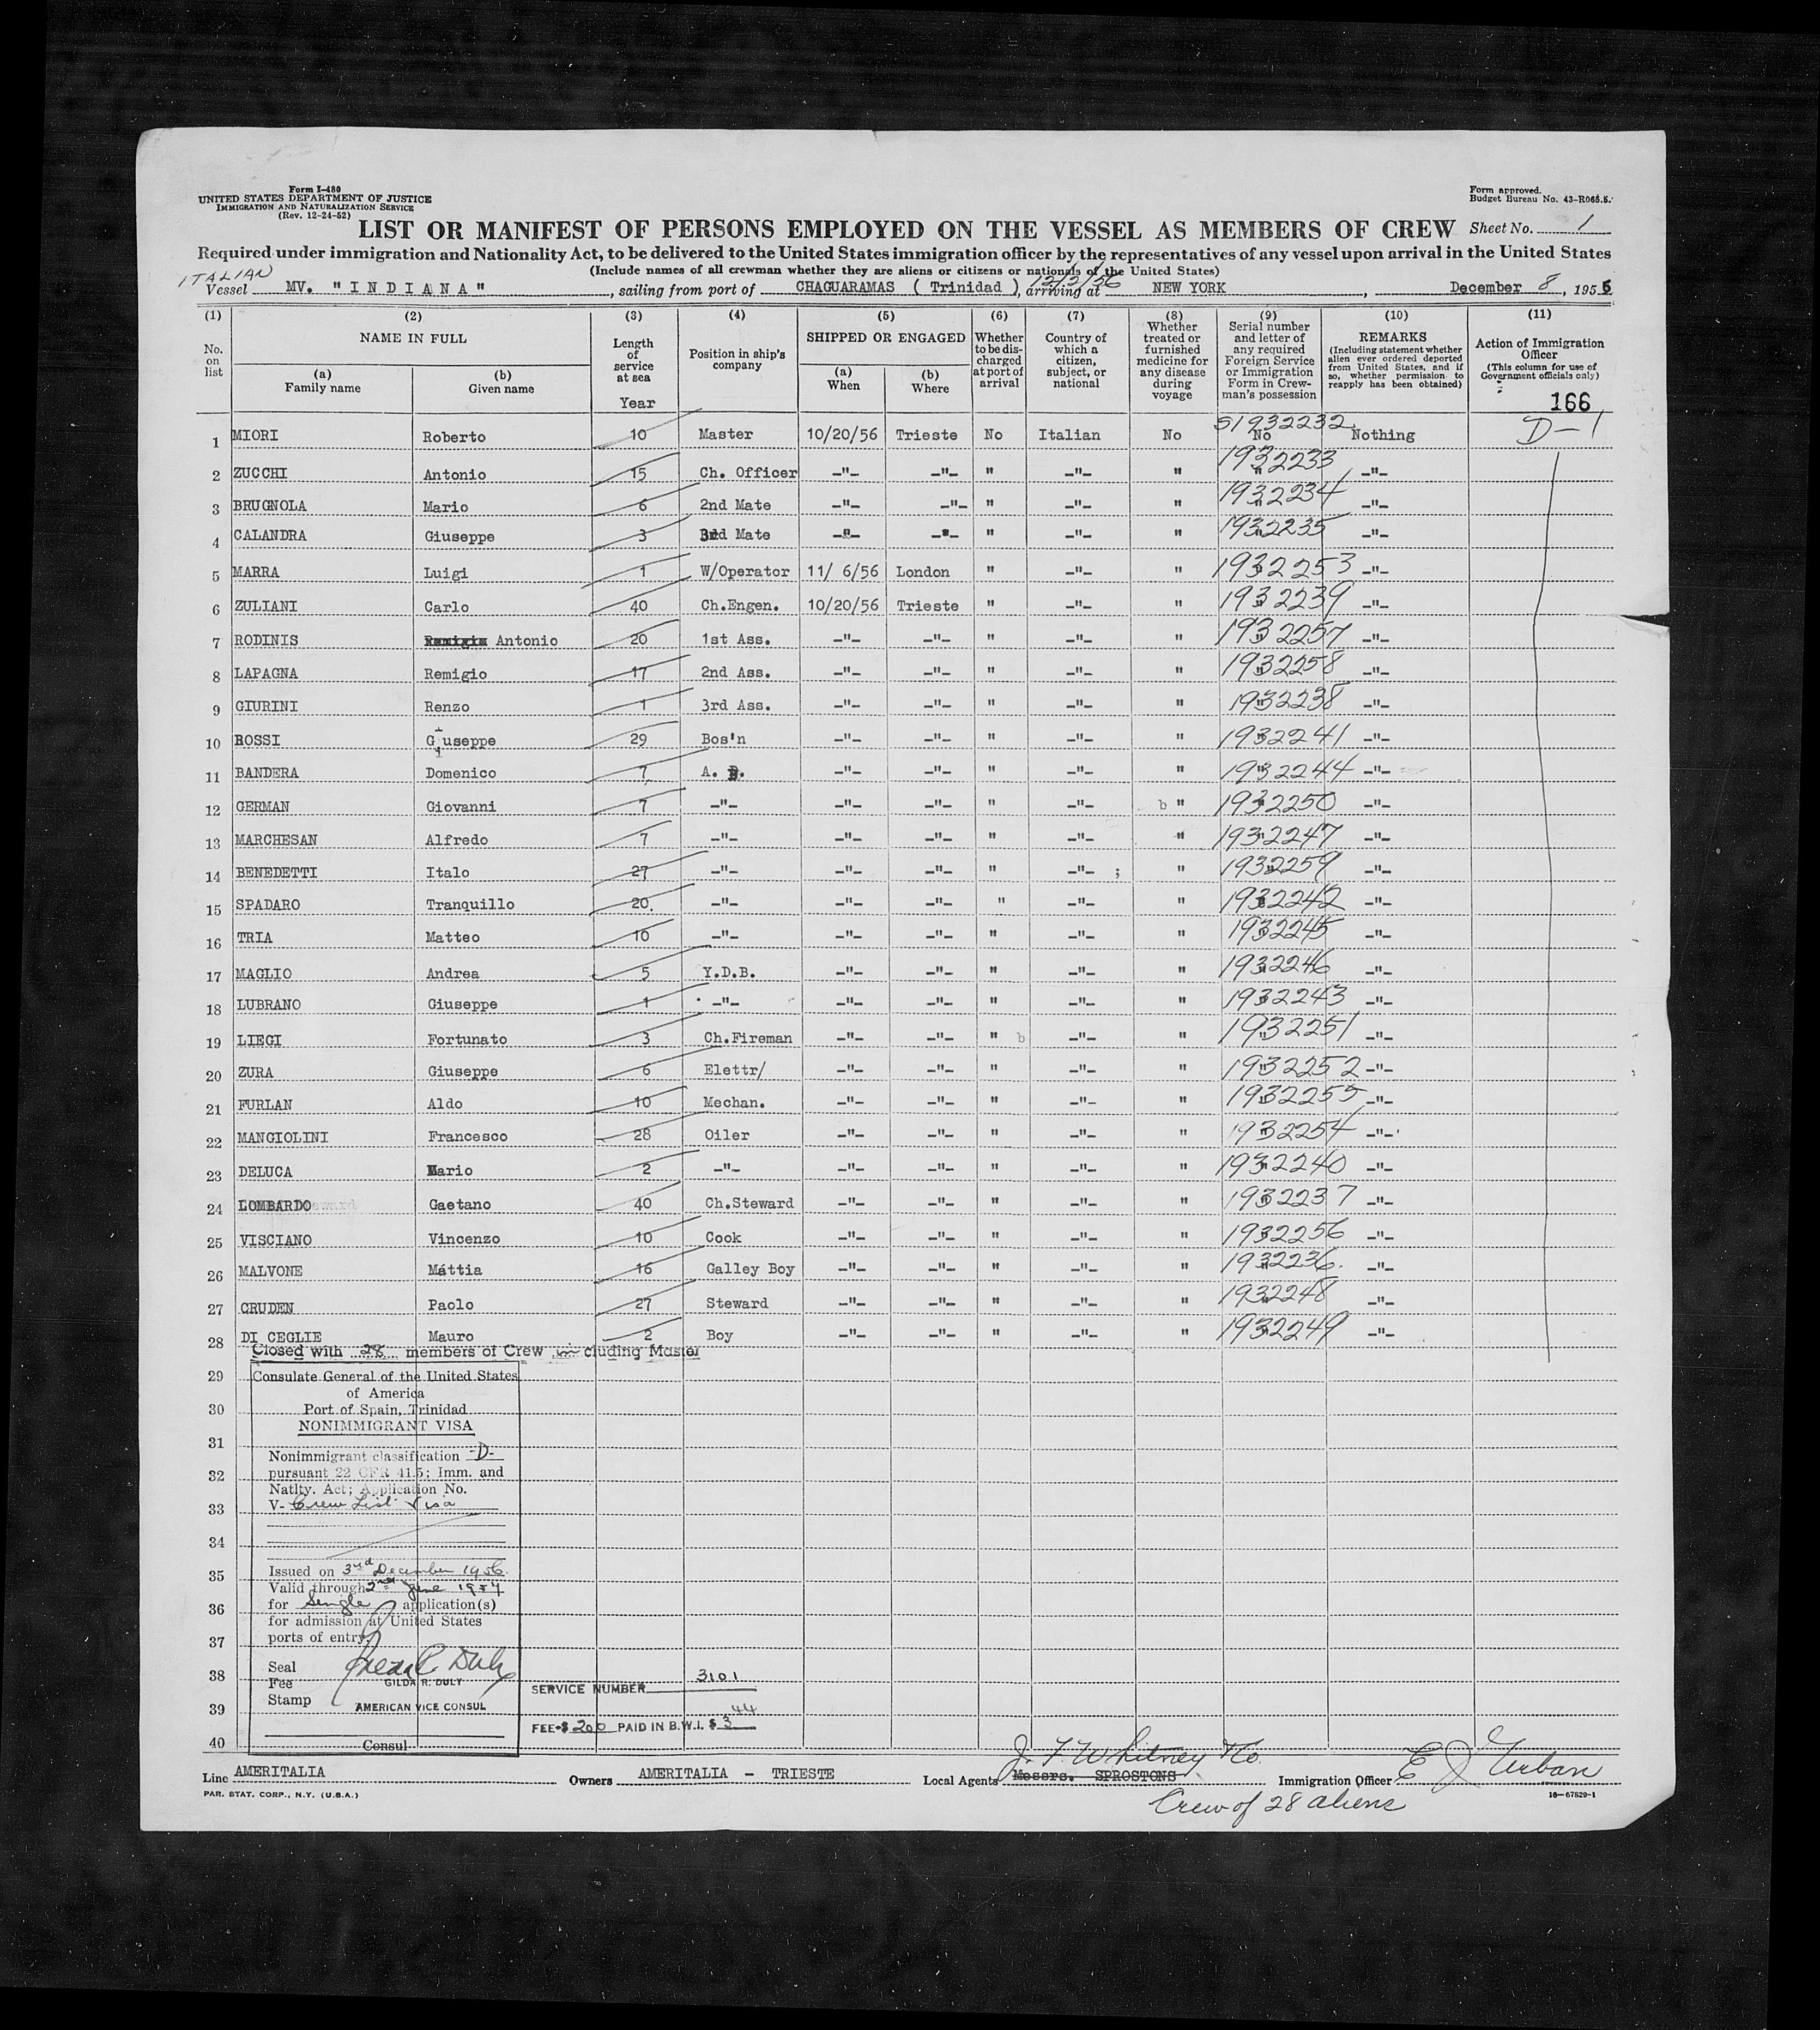 Form I-480
UNITED STATES DEPARTMENT OF JUSTICE
IMMIGRATION AND NATURALIZATION SERVICE
(Rev. 12-24-52)
Form approved.
Budget Bureau No. 43-R065.5.
LIST OR MANIFEST OF PERSONS EMPLOYED ON THE VESSEL AS MEMBERS OF CREW Sheet No. 1
Required under immigration and Nationality Act, to be delivered to the United States immigration officer by the representatives of any vessel upon arrival in the United States
(Include names of all crewman whether they are aliens or citizens or nationals of the United States)
ITALIAN 12/2/56
Vessel MV. "INDIANA", sailing from port of CHAGUARAMAS ( Trinidad ), arriving at NEW YORK, December 8, 1956
(1) No. on list
(2) NAME IN FULL
(a) Family name
(b) Given name
(3) Length of service at sea
Year
(4) Position in ship's company
(5) SHIPPED OR ENGAGED
(a) When
(b) Where
(6) Whether to be discharged at port of arrival
(7) Country of which a citizen, subject, or national
(8) Whether treated or furnished medicine for any disease during voyage
(9) Serial number and letter of any required Foreign Service or Immigration Form in Crewman's possession
(10) REMARKS (Including statement whether alien ever ordered deported from United States, and if so, whether permission to reapply has been obtained)
(11) Action of Immigration Officer (This column for use of Government officials only)
166
1 MIORI Roberto 10 Master 10/20/56 Trieste No Italian No No S1932232 Nothing D-1
2 ZUCCHI Antonio 15 Ch. Officer -"- -"- " -"- " " 1932233 -"-
3 BRUGNOLA Mario 6 2nd Mate -"- -"- " -"- " " 1932234 -"-
4 CALANDRA Giuseppe 3 3rd Mate -"- -"- " -"- " " 1932235 -"-
5 MARRA Luigi 1 W/Operator 11/ 6/56 London " -"- " " 1932253 -"-
6 ZULIANI Carlo 40 Ch.Engen. 10/20/56 Trieste " -"- " " 1932239 -"-
7 RODINIS Remigio Antonio 20 1st Ass. -"- -"- " -"- " " 1932257 -"-
8 LAPAGNA Remigio 17 2nd Ass. -"- -"- " -"- " " 1932258 -"-
9 GIURINI Renzo 1 3rd Ass. -"- -"- " -"- " " 1932238 -"-
10 ROSSI Giuseppe 29 Bos'n -"- -"- " -"- " " 1932241 -"-
11 BANDERA Domenico 7 A. B. -"- -"- " -"- " " 1932244 -"-
12 GERMAN Giovanni 7 -"- -"- -"- " -"- b " " 1932250 -"-
13 MARCHESAN Alfredo 7 -"- -"- -"- " -"- " " 1932247 -"-
14 BENEDETTI Italo 27 -"- -"- -"- " -"- ; " " 1932259 -"-
15 SPADARO Tranquillo 20. -"- -"- -"- " -"- " " 1932242 -"-
16 TRIA Matteo 10 -"- -"- -"- " -"- " " 1932245 -"-
17 MAGLIO Andrea 5 Y.D.B. -"- -"- " -"- " " 1932246 -"-
18 LUBRANO Giuseppe 1 -"- -"- -"- " -"- " " 1932243 -"-
19 LIEGI Fortunato 3 Ch.Fireman -"- -"- " b -"- " " 1932251 -"-
20 ZURA Giuseppe 6 Elettr/ -"- -"- " -"- " " 1932252 -"-
21 FURLAN Aldo 10 Mechan. -"- -"- " -"- " " 1932255 -"-
22 MANGIOLINI Francesco 28 Oiler -"- -"- " -"- " " 1932254 -"-
23 DELUCA Mario 2 -"- -"- -"- " -"- " " 1932240 -"-
24 LOMBARDO Gaetano 40 Ch.Steward -"- -"- " -"- " " 1932237 -"-
25 VISCIANO Vincenzo 10 Cook -"- -"- " -"- " " 1932256 -"-
26 MALVONE Máttia 16 Galley Boy -"- -"- " -"- " " 1932236. -"-
27 CRUDEN Paolo 27 Steward -"- -"- " -"- " " 1932248 -"-
28 DI CEGLIE Mauro 2 Boy -"- -"- " -"- " " 1932249 -"-
Closed with 28 members of Crew including Master
29
30
31
32
33
34
35
36
37
38
39
40
Consulate General of the United States
of America
Port of Spain, Trinidad
NONIMMIGRANT VISA
Nonimmigrant classification -D-
pursuant 22 CFR 41.5; Imm. and
Natlty. Act; Application No.
V- Crew List Visa
Issued on 3rd December 1956.
Valid through 2nd June 1957
for Single application(s)
for admission at United States
ports of entry.
Seal
Fee
Stamp
Gilda R Duly
GILDA R. DULY
AMERICAN VICE CONSUL
Consul
SERVICE NUMBER 3101
FEE-$ 2.00 PAID IN B.W.I. $ 3 44
Line AMERITALIA Owners AMERITALIA - TRIESTE Local Agents Messrs. SPROSTONS J. F. Whitney & Co. Immigration Officer E J Urban
PAR. STAT. CORP., N.Y. (U.S.A.)
16-67829-1
Crew of 28 aliens